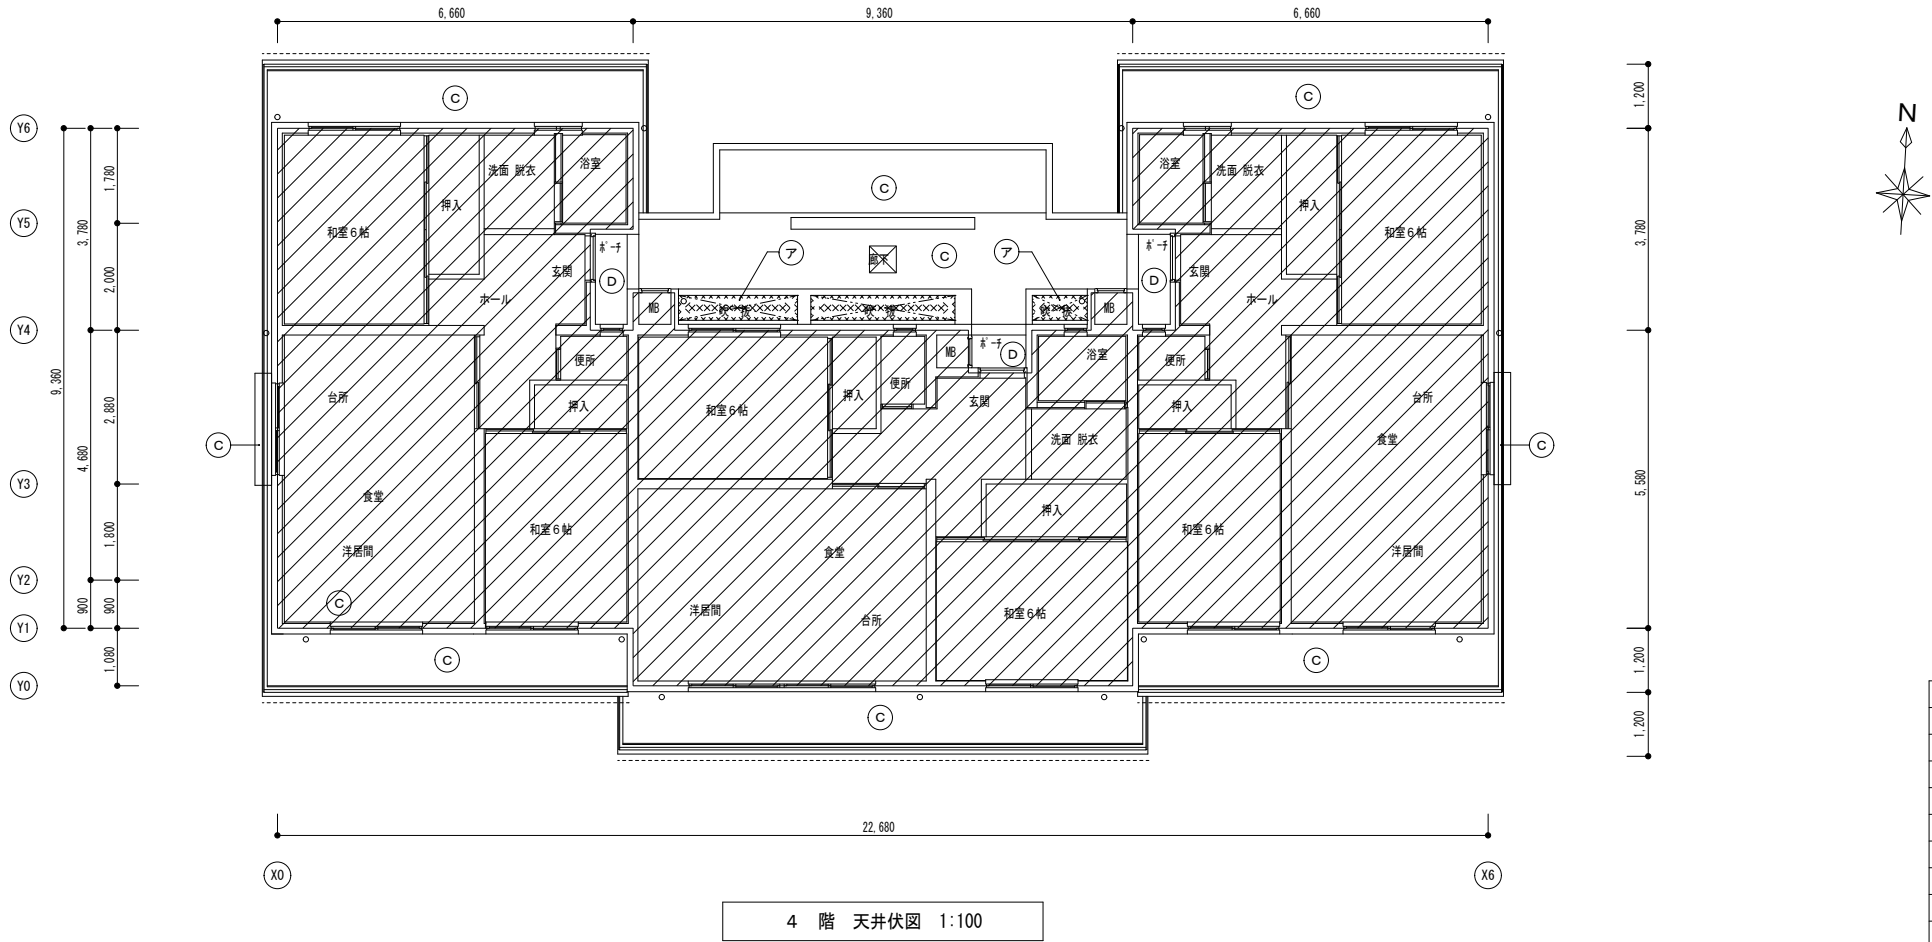 6,660
9,360
6,660
N
Y6
Y5
Y4
Y3
Y2
Y1
Y0
9,360
3,780
4,680
900
1,780
2,000
2,880
1,800
900
1,080
1,200
3,780
5,580
1,200
1,200
C
C
C
和室6帖
押入
洗面 脱衣
浴室
ホール
玄関
ポーチ
D
MB
台所
食堂
洋居間
C
便所
押入
和室6帖
C
C
ア
吹 抜
吹 抜
吹 抜
廊下
C
ア
MB
和室6帖
押入
便所
MB
ポーチ
D
浴室
玄関
洗面 脱衣
押入
食堂
洋居間
台所
和室6帖
C
ポーチ
D
浴室
洗面 脱衣
押入
和室6帖
玄関
ホール
便所
押入
和室6帖
台所
食堂
洋居間
C
C
C
22,680
X0
X6
4 階 天井伏図 1:100